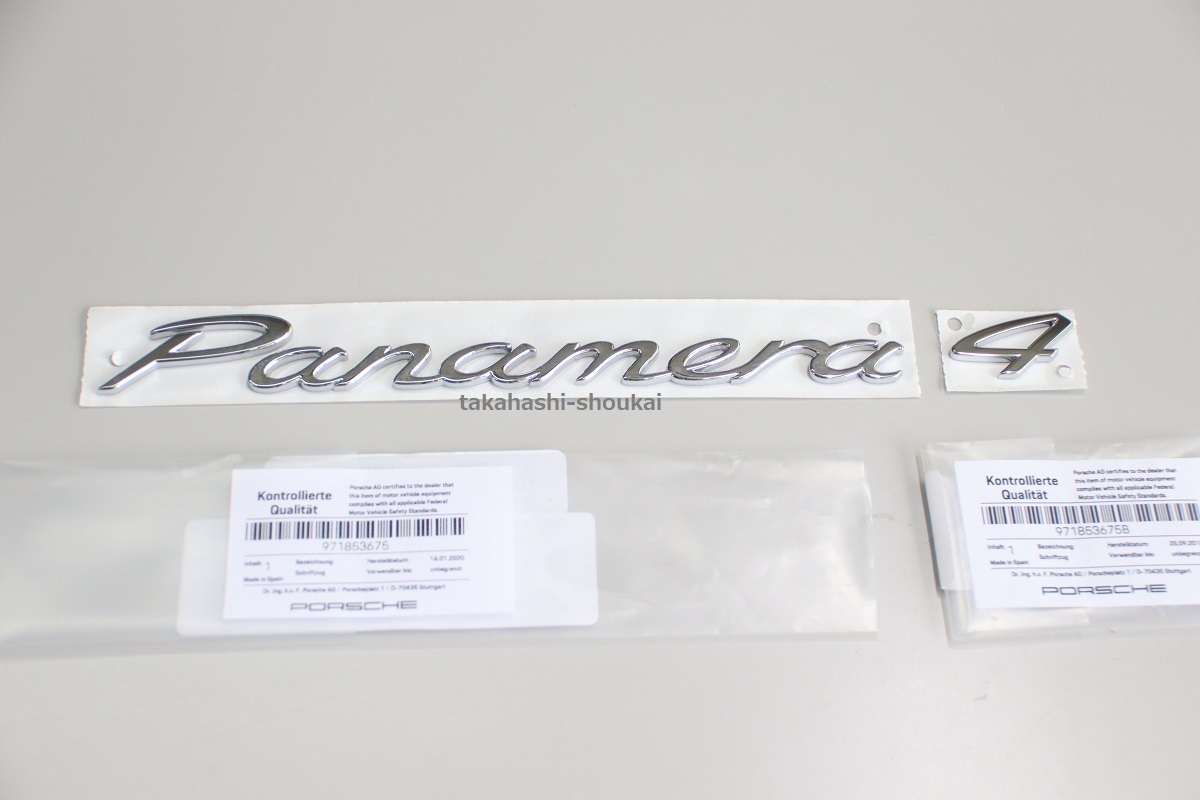 Panamera 4
takahashi-shoukai
Kontrollierte
Qualität
Porsche AG certifies to the dealer that
this item of motor vehicle equipment
complies with all applicable Federal
Motor Vehicle Safety Standards.
971853675
Inhalt: 1 Bezeichnung: Herstelldatum: 14.01.2020
Schriftzug Verwendbar bis: unbegrenzt
Made in Spain
Dr. Ing. h.c. F. Porsche AG / Porscheplatz 1 / D-70435 Stuttgart
PORSCHE
Kontrollierte
Qualität
Porsche AG certifies to the dealer that
this item of motor vehicle equipment
complies with all applicable Federal
Motor Vehicle Safety Standards.
971853675B
Inhalt: 1 Bezeichnung: Herstelldatum: 25.09.201
Schriftzug Verwendbar bis: unbegrenz
Made in Spain
Dr. Ing. h.c. F. Porsche AG / Porscheplatz 1 / D-70435 Stuttgart
PORSCHE